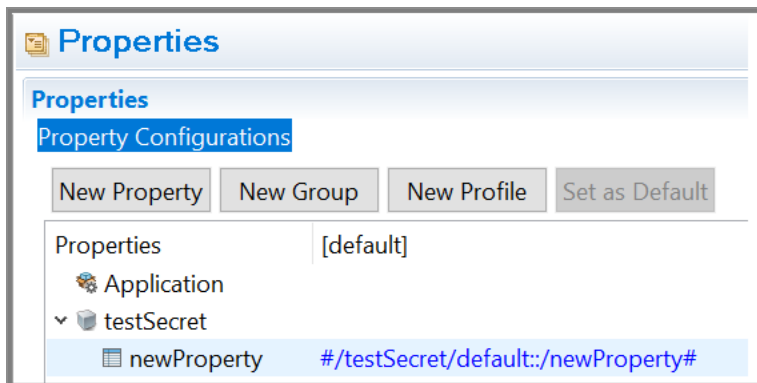 Properties
Properties
Property Configurations
New Property New Group New Profile Set as Default
Properties [default]
Application
testSecret
newProperty #/testSecret/default::/newProperty#